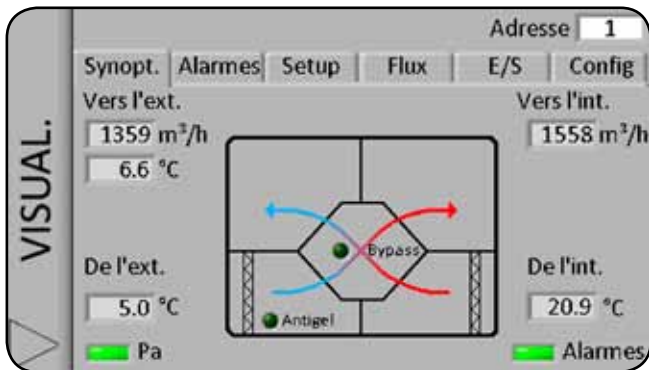 VISUAL.
Adresse 1
Synopt. Alarmes Setup Flux E/S Config
Vers l'ext.
1359 m³/h
6.6 °C
Vers l'int.
1558 m³/h
Bypass
De l'ext.
5.0 °C
Antigel
De l'int.
20.9 °C
Pa
Alarmes